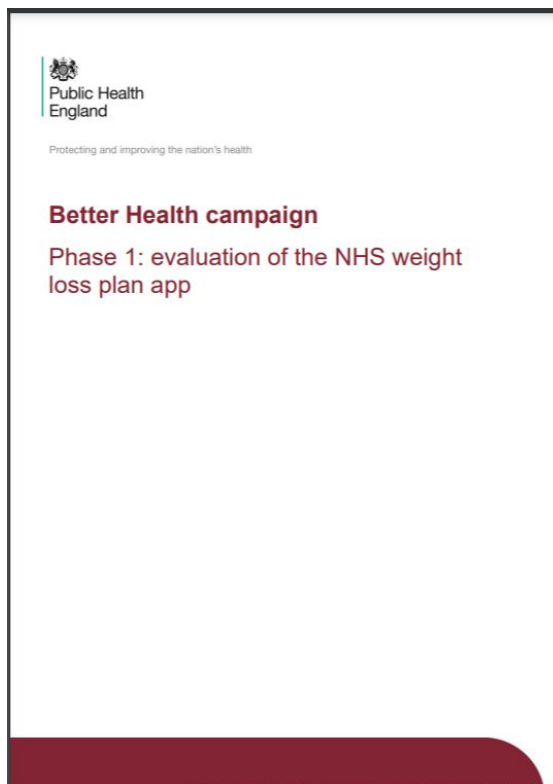 Public Health
England
Protecting and improving the nation's health
Better Health campaign
Phase 1: evaluation of the NHS weight
loss plan app